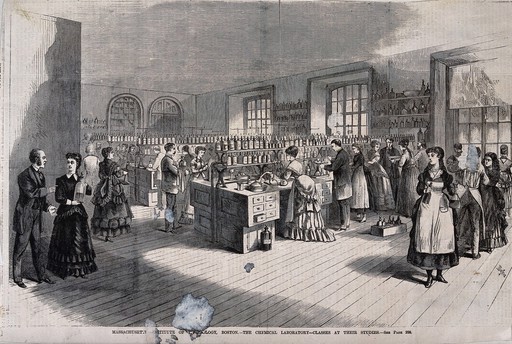 MASSACHUSETTS INSTITUTE OF TECHNOLOGY, BOSTON.—THE CHEMICAL LABORATORY—CLASSES AT THEIR STUDIES.—SEE PAGE